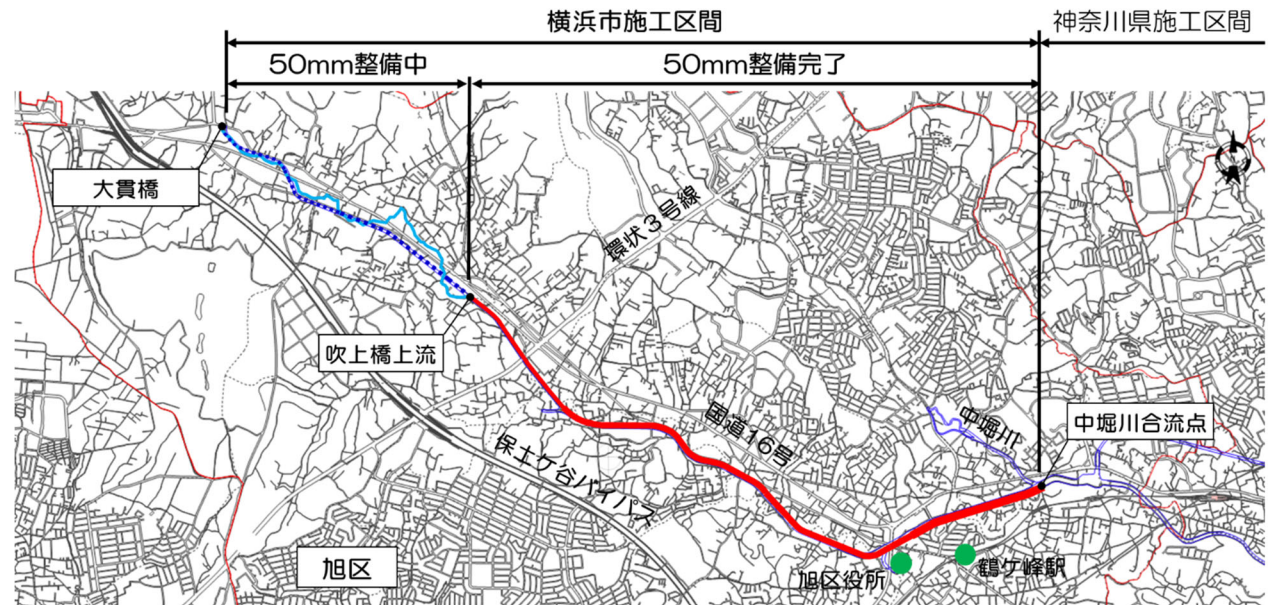 横浜市施工区間
神奈川県施工区間
50mm整備中
50mm整備完了
大貫橋
環状3号線
吹上橋上流
国道16号
中堀川
中堀川合流点
保土ケ谷バイパス
旭区
旭区役所
鶴ケ峰駅